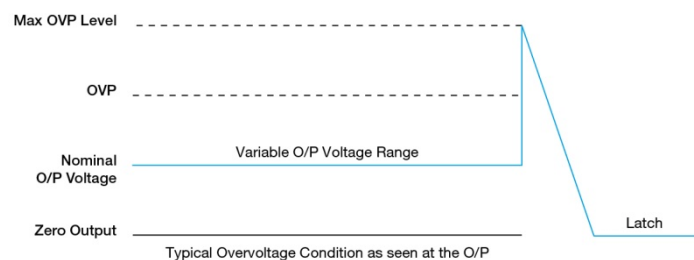 Max OVP Level
OVP
Variable O/P Voltage Range
Nominal
O/P Voltage
Zero Output
Latch
Typical Overvoltage Condition as seen at the O/P